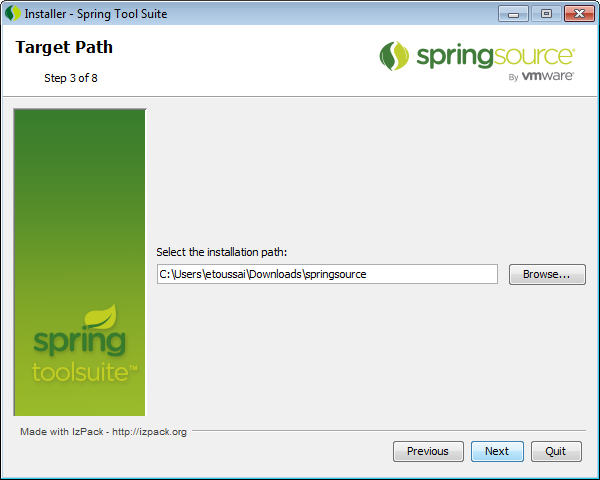 Installer - Spring Tool Suite
Target Path
Step 3 of 8
springsource
By vmware
Select the installation path:
C:\Users\etoussai\Downloads\springsource
Browse...
spring
toolsuite™
Made with IzPack - http://izpack.org
Previous
Next
Quit